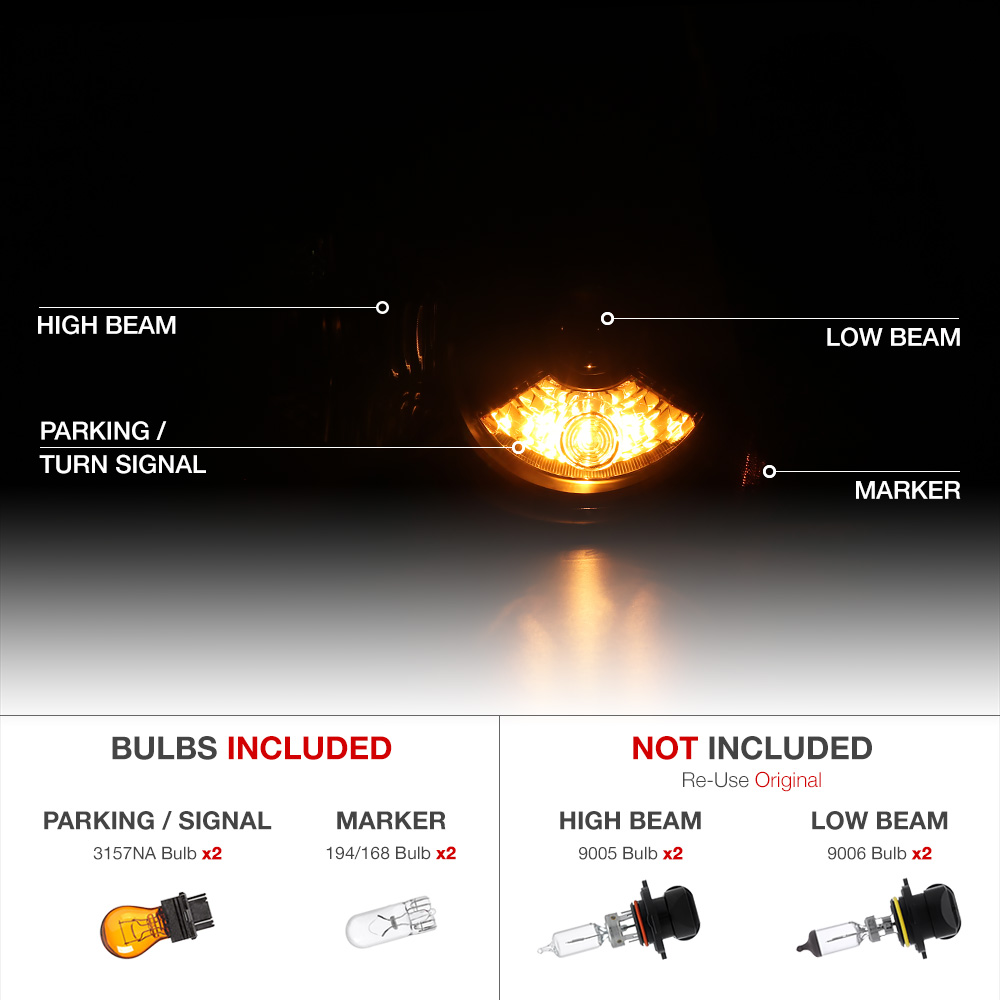 HIGH BEAM
LOW BEAM
PARKING /
TURN SIGNAL
MARKER
BULBS INCLUDED
PARKING / SIGNAL
3157NA Bulb x2
MARKER
194/168 Bulb x2
NOT INCLUDED
Re-Use Original
HIGH BEAM
9005 Bulb x2
LOW BEAM
9006 Bulb x2